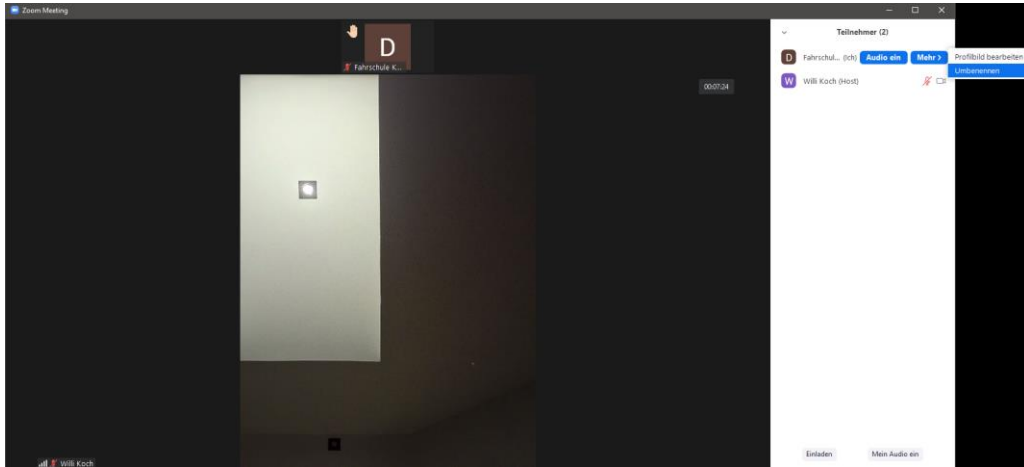 Zoom Meeting
D
Fahrschule K...
00:07:24
Willi Koch
Teilnehmer (2)
D Fahrschul... (Ich) Audio ein Mehr >
Profilbild bearbeiten
Umbenennen
W Willi Koch (Host)
Einladen Mein Audio ein